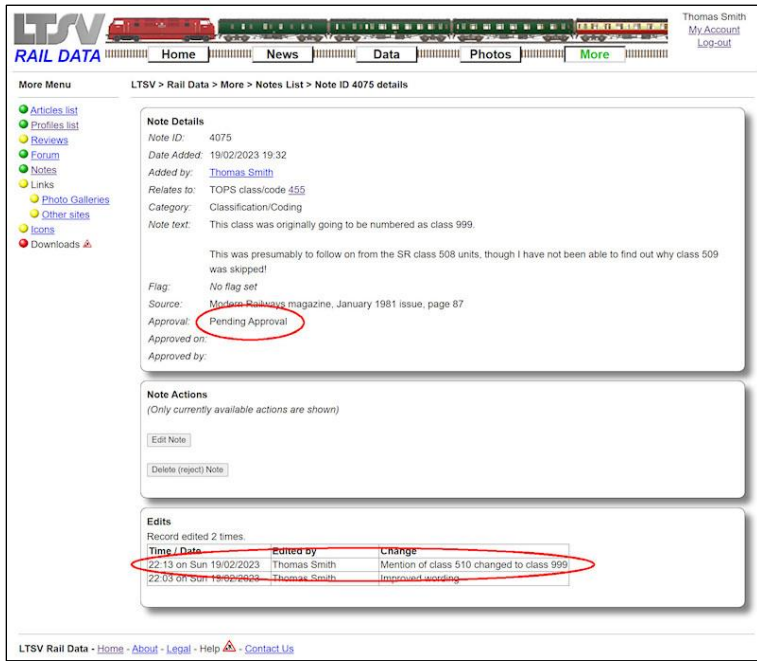 LTSV
RAIL DATA
Home
News
Data
Photos
More
Thomas Smith
My Account
Log-out
More Menu
Articles list
Profiles list
Reviews
Forum
Notes
Links
Photo Galleries
Other sites
Icons
Downloads
LTSV > Rail Data > More > Notes List > Note ID 4075 details
Note Details
Note ID: 4075
Date Added: 19/02/2023 19:32
Added by: Thomas Smith
Relates to: TOPS class/code 455
Category: Classification/Coding
Note text: This class was originally going to be numbered as class 999.
This was presumably to follow on from the SR class 508 units, though I have not been able to find out why class 509
was skipped!
Flag: No flag set
Source: Modern Railways magazine, January 1981 issue, page 87
Approval: Pending Approval
Approved on:
Approved by:
Note Actions
(Only currently available actions are shown)
Edit Note
Delete (reject) Note
Edits
Record edited 2 times.
Time / Date Edited by Change
22:13 on Sun 19/02/2023 Thomas Smith Mention of class 510 changed to class 999
22:03 on Sun 19/02/2023 Thomas Smith Improved wording
LTSV Rail Data - Home - About - Legal - Help - Contact Us